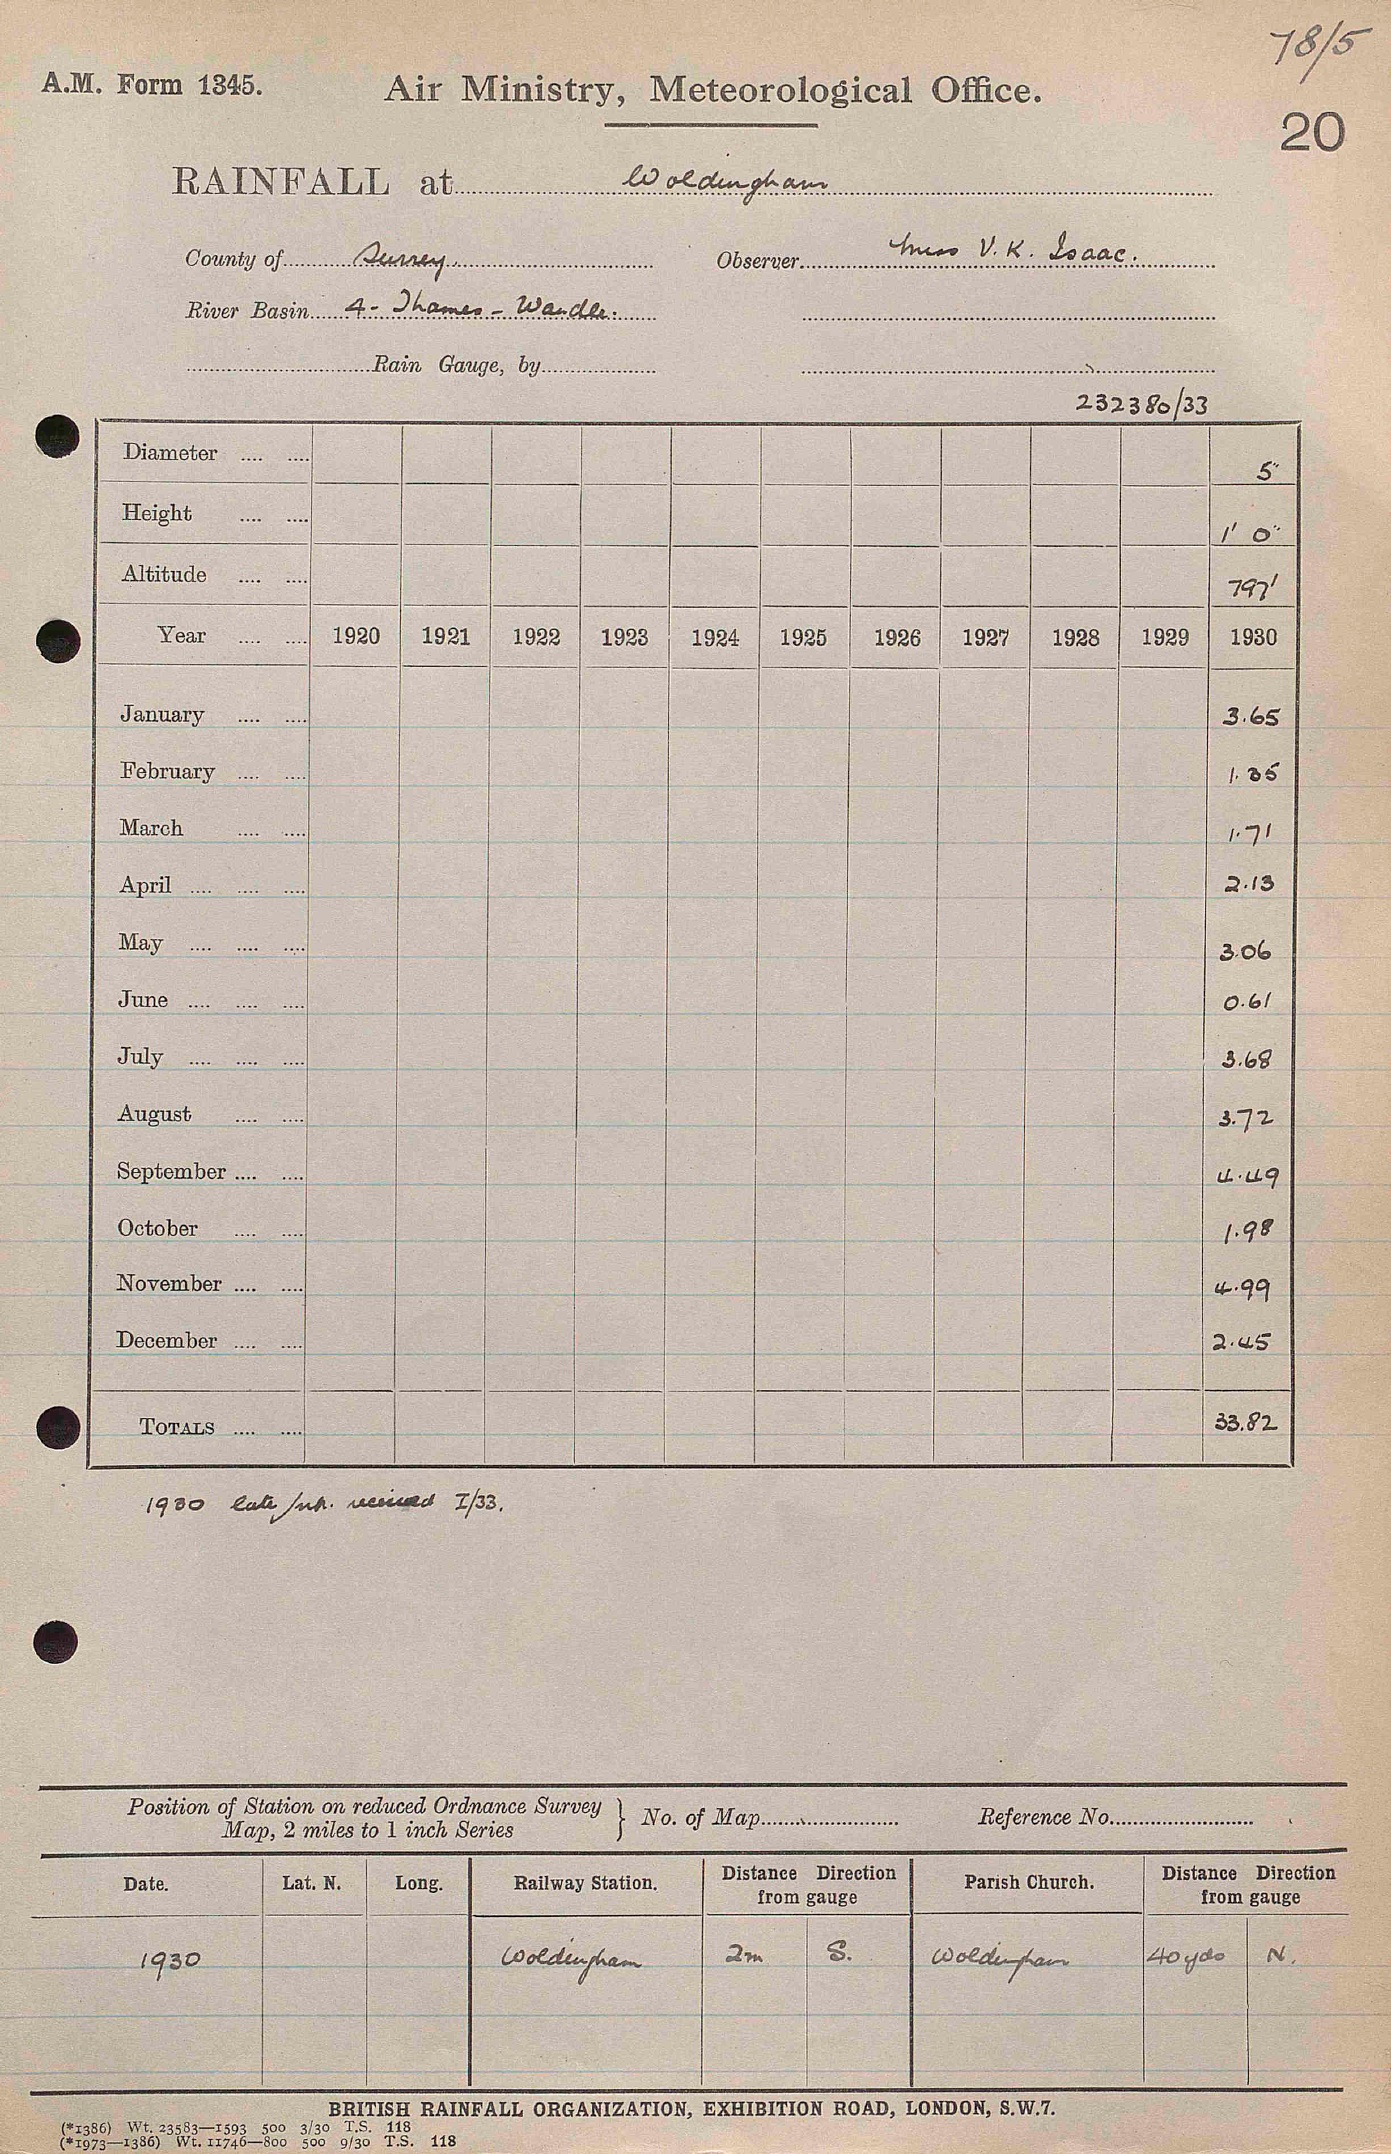 78/5
A.M. Form 1345. Air Ministry, Meteorological Office.
20
RAINFALL at Woldingham
County of Surrey. Observer Miss V. K. Isaac.
River Basin 4 - Thames - Wandle.
Rain Gauge, by
232380/33
Diameter .... .... 5"
Height .... .... 1' 0"
Altitude .... .... 797'
Year .... .... 1920 1921 1922 1923 1924 1925 1926 1927 1928 1929 1930
January .... .... 3.65
February .... .... 1.35
March .... .... 1.71
April .... .... .... 2.13
May .... .... .... 3.06
June .... .... .... 0.61
July .... .... .... 3.68
August .... .... 3.72
September .... .... 4.49
October .... .... 1.98
November .... .... 4.99
December .... .... 2.45
TOTALS .... .... 33.82
1930 late received I/33.
Position of Station on reduced Ordnance Survey Map, 2 miles to 1 inch Series } No. of Map Reference No.
Date. Lat. N. Long. Railway Station. Distance Direction from gauge Parish Church. Distance Direction from gauge
1930 Woldingham 2m S. Woldingham 40 yds N.
BRITISH RAINFALL ORGANIZATION, EXHIBITION ROAD, LONDON, S.W.7.
(*1386) Wt. 23583—1593 500 3/30 T.S. 118
(*1973—1386) Wt. 11746—800 500 9/30 T.S. 118